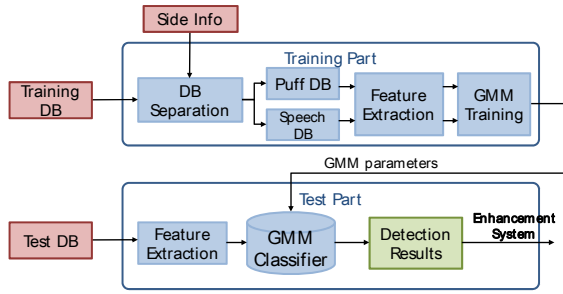 Side Info
Training Part
Training
DB
DB
Separation
Puff DB
Speech
DB
Feature
Extraction
GMM
Training
GMM parameters
Test Part
Test DB
Feature
Extraction
GMM
Classifier
Detection
Results
Enhancement
System